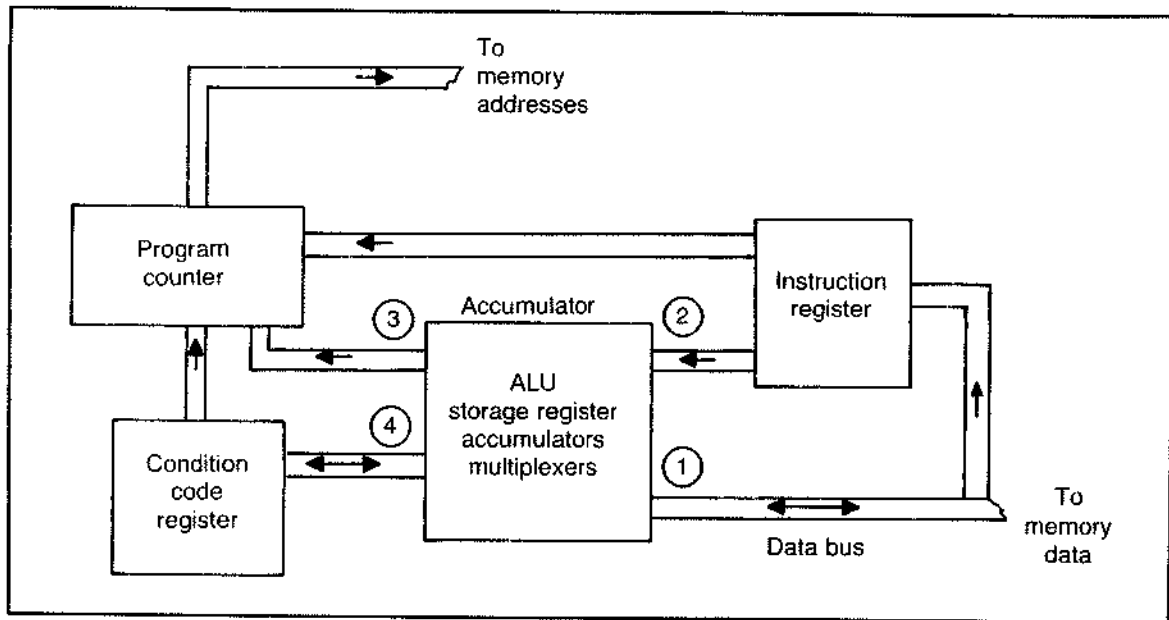 To
memory
addresses
Program
counter
Instruction
register
Accumulator
3
2
ALU
storage register
accumulators
multiplexers
4
1
Condition
code
register
Data bus
To
memory
data